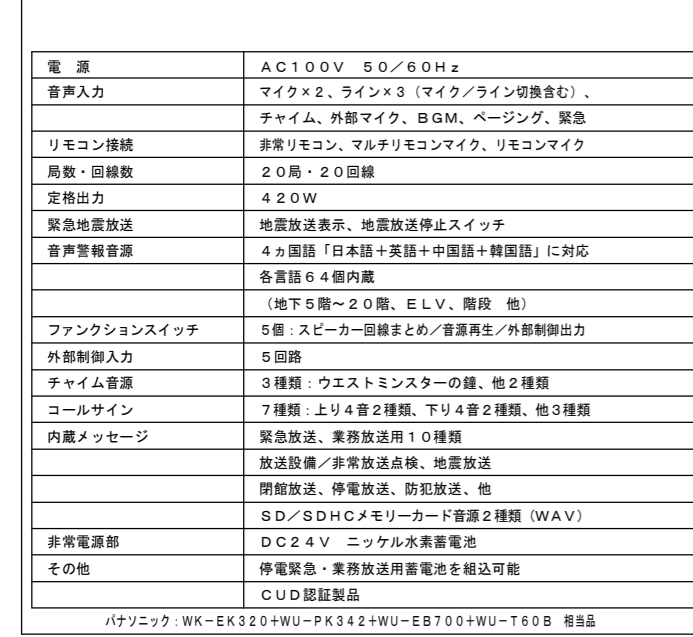 電　源　ＡＣ１００Ｖ　５０／６０Ｈｚ
音声入力　マイク×２、ライン×３（マイク／ライン切換含む）、
チャイム、外部マイク、ＢＧＭ、ページング、緊急
リモコン接続　非常リモコン、マルチリモコンマイク、リモコンマイク
局数・回線数　２０局・２０回線
定格出力　４２０Ｗ
緊急地震放送　地震放送表示、地震放送停止スイッチ
音声警報音源　４ヵ国語「日本語＋英語＋中国語＋韓国語」に対応
各言語６４個内蔵
（地下５階～２０階、ＥＬＶ、階段　他）
ファンクションスイッチ　５個：スピーカー回線まとめ／音源再生／外部制御出力
外部制御入力　５回路
チャイム音源　３種類：ウエストミンスターの鐘、他２種類
コールサイン　７種類：上り４音２種類、下り４音２種類、他３種類
内蔵メッセージ　緊急放送、業務放送用１０種類
放送設備／非常放送点検、地震放送
閉館放送、停電放送、防犯放送、他
ＳＤ／ＳＤＨＣメモリーカード音源２種類（ＷＡＶ）
非常電源部　ＤＣ２４Ｖ　ニッケル水素蓄電池
その他　停電緊急・業務放送用蓄電池を組込可能
ＣＵＤ認証製品
パナソニック：ＷＫ－ＥＫ３２０＋ＷＵ－ＰＫ３４２＋ＷＵ－ＥＢ７００＋ＷＵ－Ｔ６０Ｂ　相当品